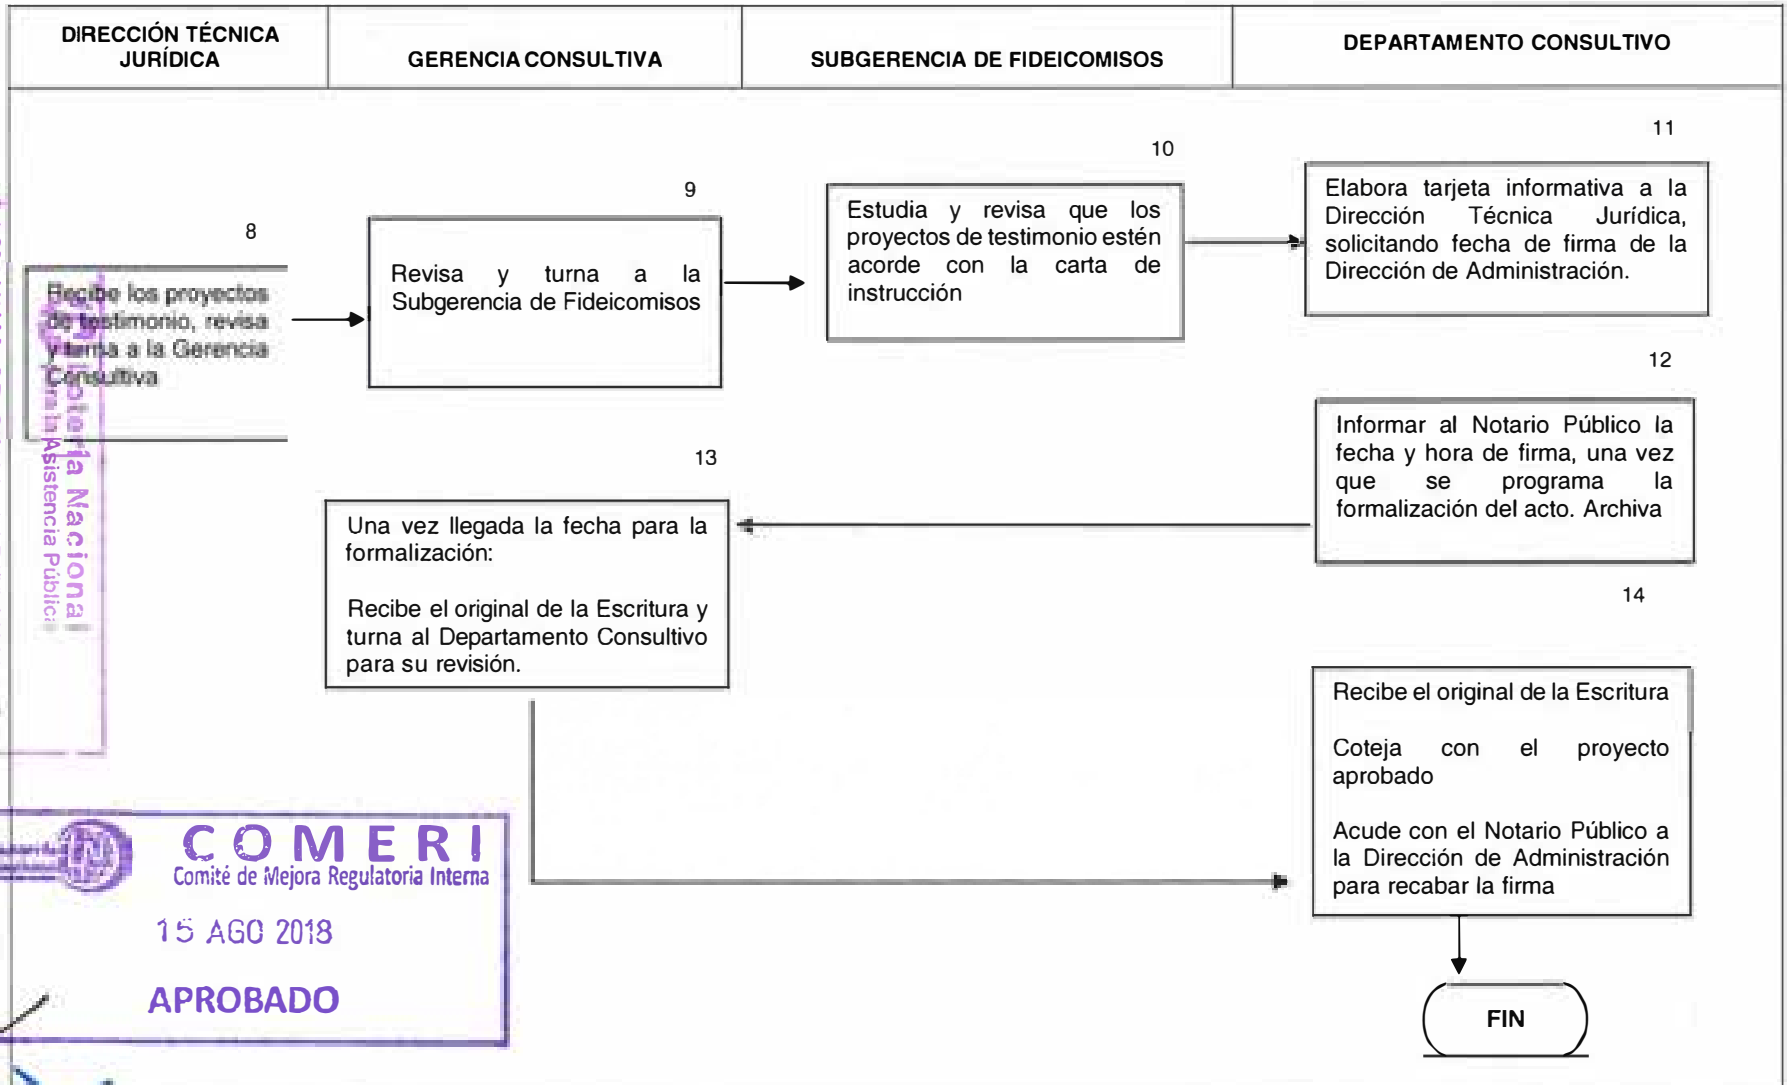 DIRECCIÓN TÉCNICA
JURÍDICA
GERENCIA CONSULTIVA
SUBGERENCIA DE FIDEICOMISOS
DEPARTAMENTO CONSULTIVO
8
Recibe los proyectos
de testimonio, revisa
y turna a la Gerencia
Consultiva
9
Revisa y turna a la
Subgerencia de Fideicomisos
10
Estudia y revisa que los
proyectos de testimonio estén
acorde con la carta de
instrucción
11
Elabora tarjeta informativa a la
Dirección Técnica Jurídica,
solicitando fecha de firma de la
Dirección de Administración.
12
Informar al Notario Público la
fecha y hora de firma, una vez
que se programa la
formalización del acto. Archiva
13
Una vez llegada la fecha para la
formalización:
Recibe el original de la Escritura y
turna al Departamento Consultivo
para su revisión.
14
Recibe el original de la Escritura
Coteja con el proyecto
aprobado
Acude con el Notario Público a
la Dirección de Administración
para recabar la firma
FIN
Lotería Nacional
para la Asistencia Pública
COMERI
Comité de Mejora Regulatoria Interna
15 AGO 2018
APROBADO